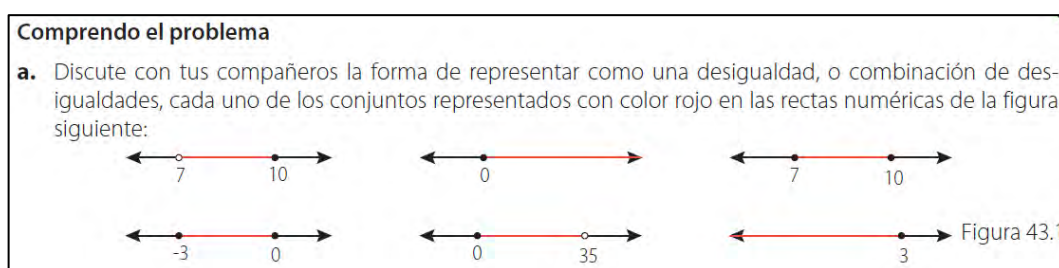 Comprendo el problema
a. Discute con tus compañeros la forma de representar como una desigualdad, o combinación de des-
igualdades, cada uno de los conjuntos representados con color rojo en las rectas numéricas de la figura
siguiente:
7 10 0 7 10
-3 0 0 35 3 Figura 43.1